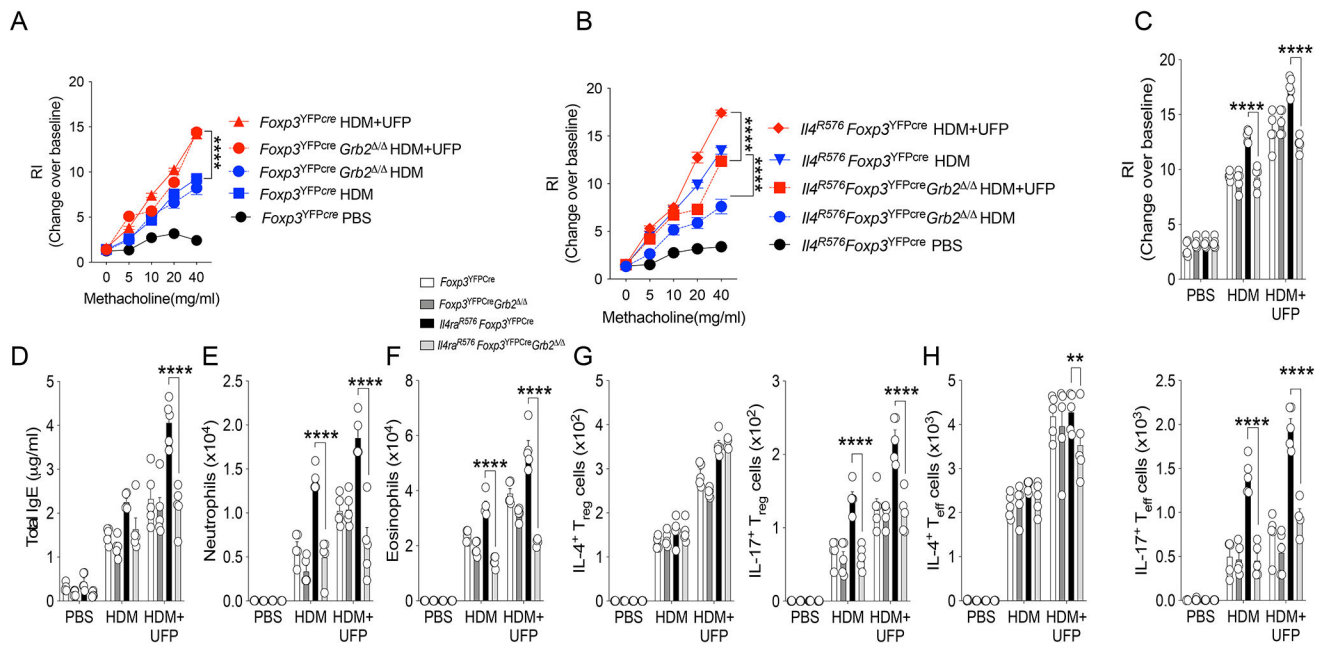 A
RI
(Change over baseline)
20
15
10
5
0
0 5 10 20 40
Methacholine(mg/ml)
****
Foxp3YFPcre HDM+UFP
Foxp3YFPcre Grb2Δ/Δ HDM+UFP
Foxp3YFPcre Grb2Δ/Δ HDM
Foxp3YFPcre HDM
Foxp3YFPcre PBS
B
RI
(Change over baseline)
20
15
10
5
0
0 5 10 20 40
Methacholine(mg/ml)
****
****
Il4R576 Foxp3YFPcre HDM+UFP
Il4R576 Foxp3YFPcre HDM
Il4R576Foxp3YFPcreGrb2Δ/Δ HDM+UFP
Il4R576Foxp3YFPcreGrb2Δ/Δ HDM
Il4R576Foxp3YFPcre PBS
C
RI
(Change over baseline)
20
15
10
5
0
****
****
PBS HDM HDM+
UFP
Foxp3YFPCre
Foxp3YFPCreGrb2Δ/Δ
Il4raR576 Foxp3YFPCre
Il4raR576 Foxp3YFPCreGrb2Δ/Δ
D
Total IgE (µg/ml)
5
4
3
2
1
0
****
PBS HDM HDM+
UFP
E
Neutrophils (x104)
2.5
2.0
1.5
1.0
0.5
0.0
****
****
PBS HDM HDM+
UFP
F
Eosinophils (x104)
8
6
4
2
0
****
****
PBS HDM HDM+
UFP
G
IL-4+ Treg cells (x102)
5
4
3
2
1
0
PBS HDM HDM+
UFP
IL-17+ Treg cells (x102)
3
2
1
0
****
****
PBS HDM HDM+
UFP
H
IL-4+ Teff cells (x103)
5
4
3
2
1
0
**
PBS HDM HDM+
UFP
IL-17+ Teff cells (x103)
2.5
2.0
1.5
1.0
0.5
0.0
****
****
PBS HDM HDM+
UFP